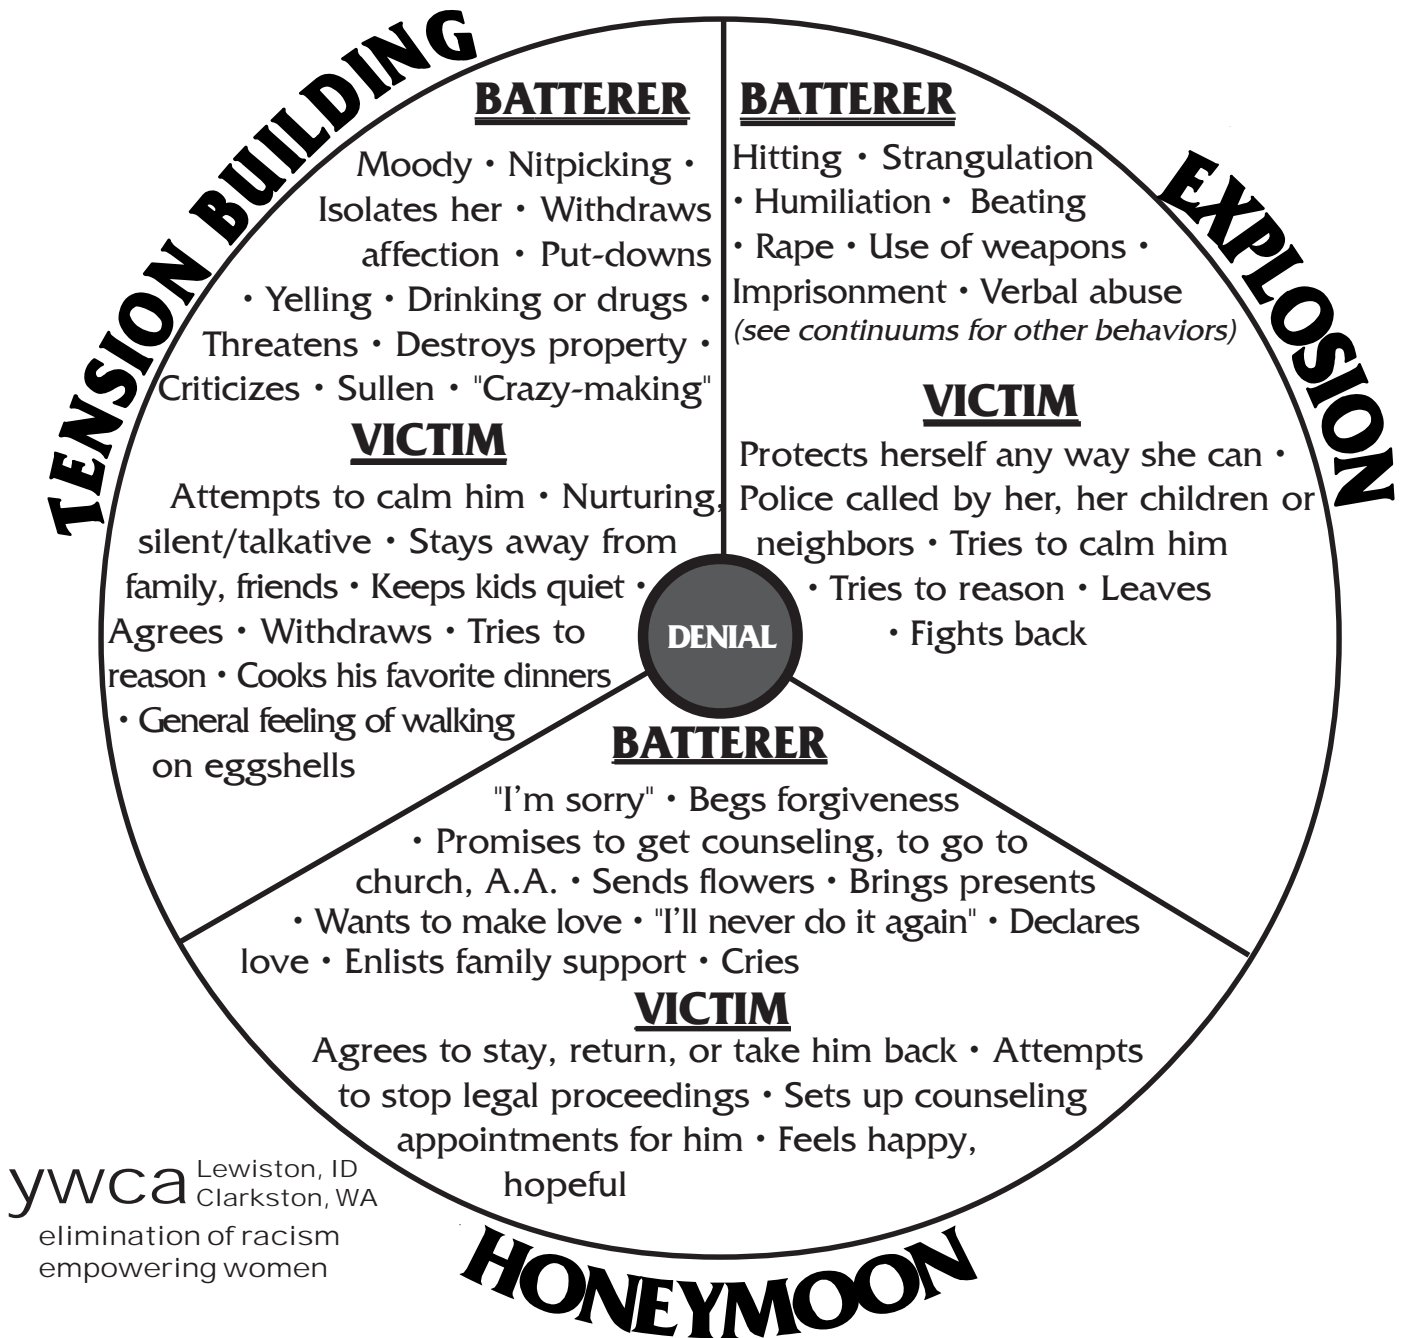 TENSION BUILDING
BATTERER
Moody • Nitpicking •
Isolates her • Withdraws
affection • Put-downs
• Yelling • Drinking or drugs •
Threatens • Destroys property •
Criticizes • Sullen • "Crazy-making"
VICTIM
Attempts to calm him • Nurturing,
silent/talkative • Stays away from
family, friends • Keeps kids quiet •
Agrees • Withdraws • Tries to
reason • Cooks his favorite dinners
• General feeling of walking
on eggshells
EXPLOSION
BATTERER
Hitting • Strangulation
• Humiliation • Beating
• Rape • Use of weapons •
Imprisonment • Verbal abuse
(see continuums for other behaviors)
VICTIM
Protects herself any way she can •
Police called by her, her children or
neighbors • Tries to calm him
• Tries to reason • Leaves
• Fights back
DENIAL
BATTERER
"I'm sorry" • Begs forgiveness
• Promises to get counseling, to go to
church, A.A. • Sends flowers • Brings presents
• Wants to make love • "I'll never do it again" • Declares
love • Enlists family support • Cries
VICTIM
Agrees to stay, return, or take him back • Attempts
to stop legal proceedings • Sets up counseling
appointments for him • Feels happy,
hopeful
HONEYMOON
ywca
Lewiston, ID
Clarkston, WA
elimination of racism
empowering women